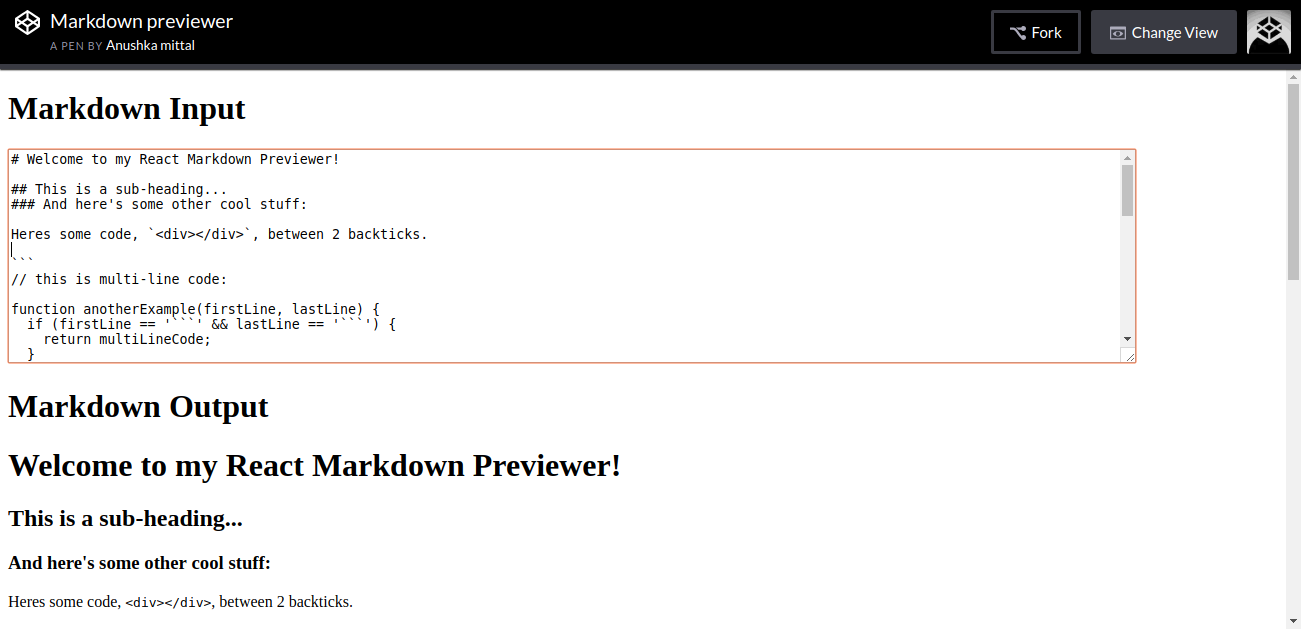 Markdown previewer
A PEN BY Anushka mittal
Fork
Change View
Markdown Input
# Welcome to my React Markdown Previewer!
## This is a sub-heading...
### And here's some other cool stuff:
Heres some code, `<div></div>`, between 2 backticks.
```
// this is multi-line code:
function anotherExample(firstLine, lastLine) {
  if (firstLine == '```' && lastLine == '```') {
    return multiLineCode;
  }
Markdown Output
Welcome to my React Markdown Previewer!
This is a sub-heading...
And here's some other cool stuff:
Heres some code, <div></div>, between 2 backticks.